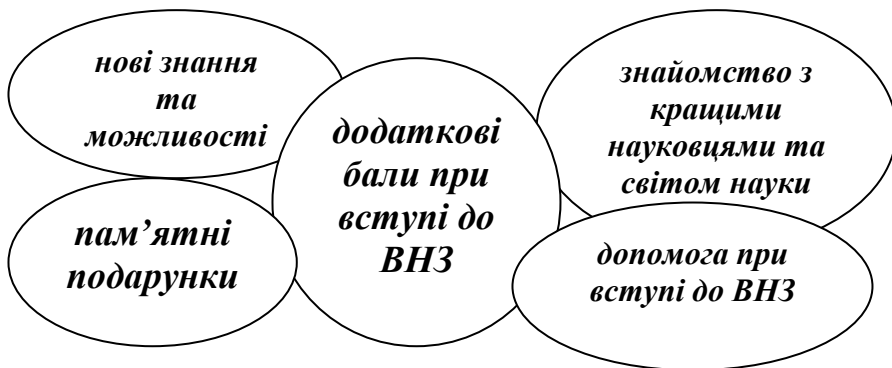 нові знання
та
можливості
пам’ятні
подарунки
додаткові
бали при
вступі до
ВНЗ
знайомство з
кращими
науковцями та
світом науки
допомога при
вступі до ВНЗ